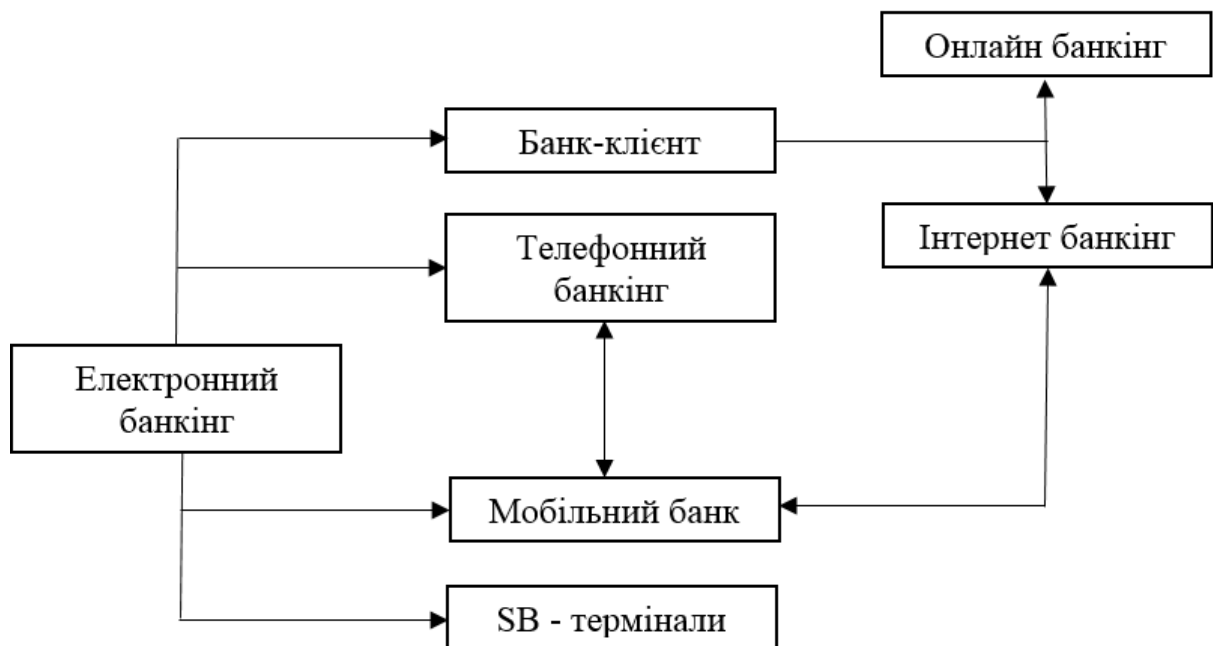 Онлайн банкінг
Банк-клієнт
Інтернет банкінг
Телефонний
банкінг
Електронний
банкінг
Мобільний банк
SB - термінали